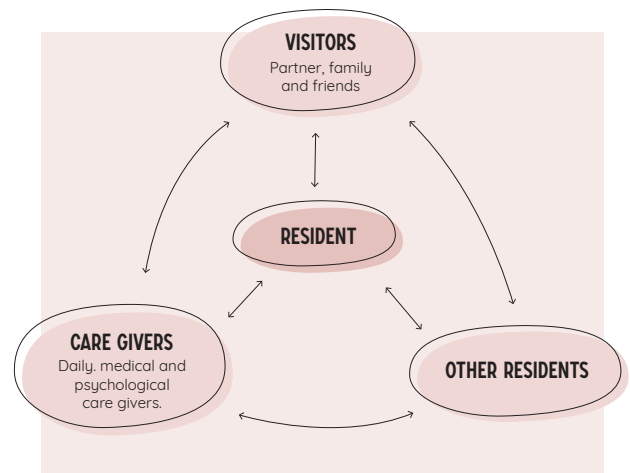 VISITORS
Partner, family
and friends
RESIDENT
CARE GIVERS
Daily. medical and
psychological
care givers.
OTHER RESIDENTS